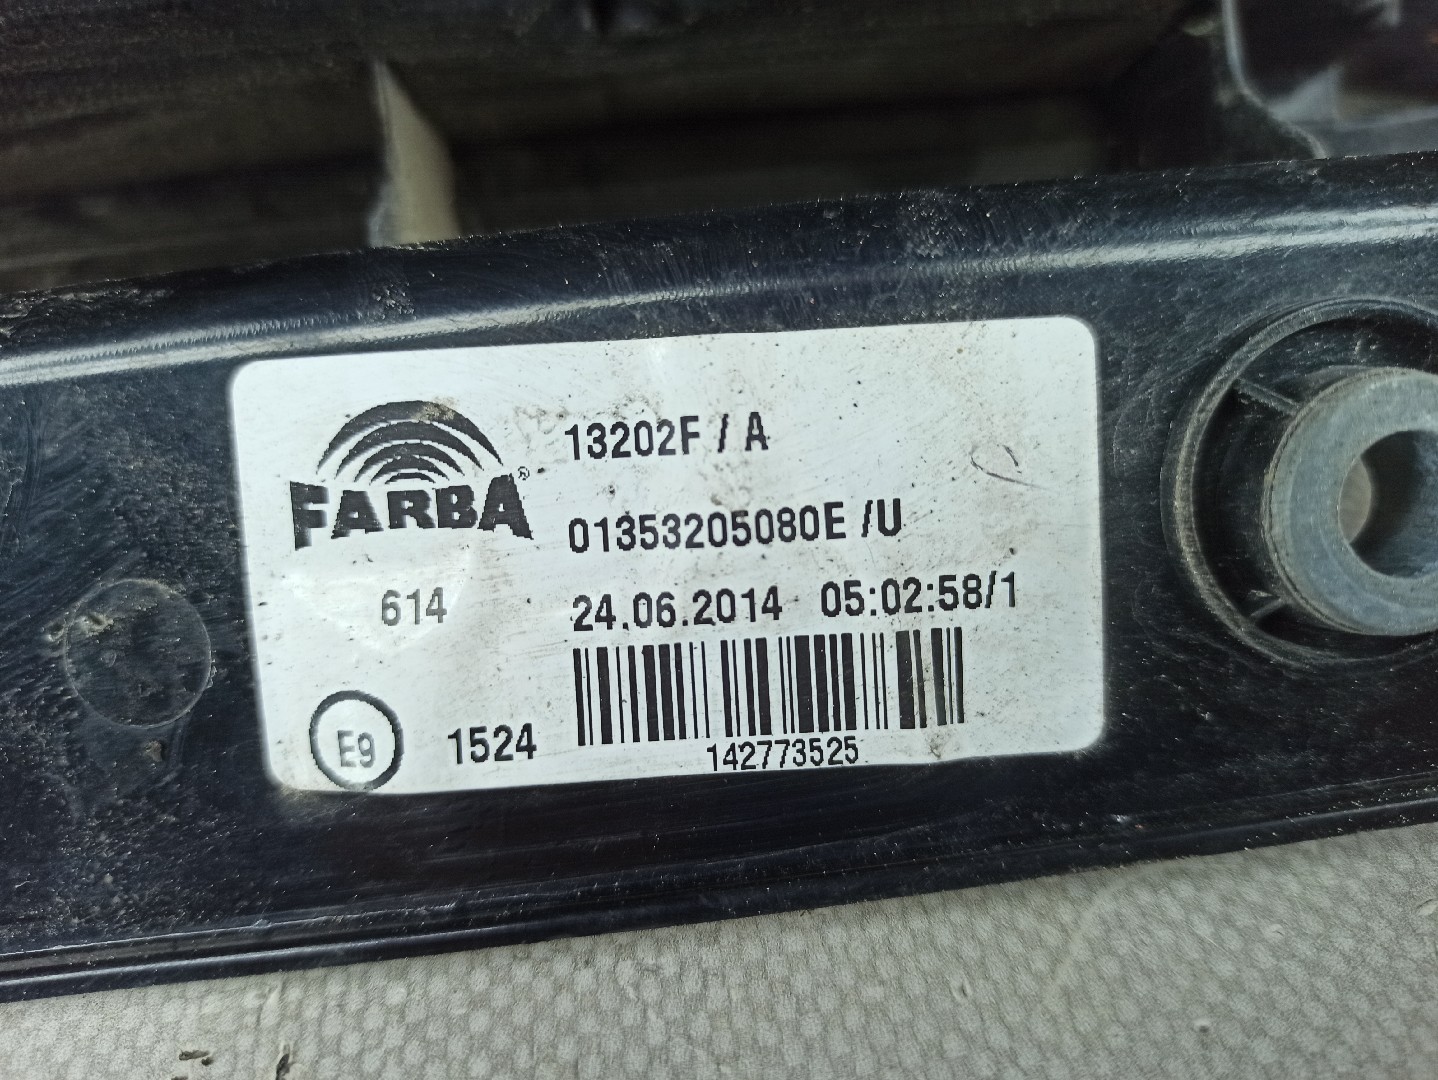 13202F / A
FARBA®
01353205080E /U
614
24.06.2014 05:02:58/1
E9
1524
142773525